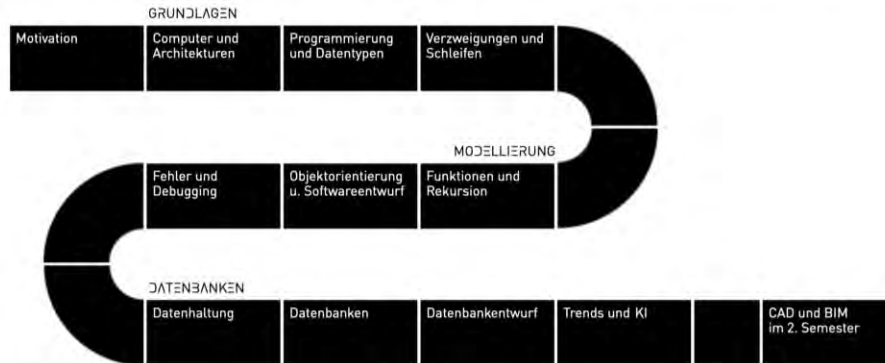 GRUNDLAGEN
Motivation
Computer und
Architekturen
Programmierung
und Datentypen
Verzweigungen und
Schleifen
MODELLIERUNG
Funktionen und
Rekursion
Objektorientierung
u. Softwareentwurf
Fehler und
Debugging
DATENBANKEN
Datenhaltung
Datenbanken
Datenbankentwurf
Trends und KI
CAD und BIM
im 2. Semester